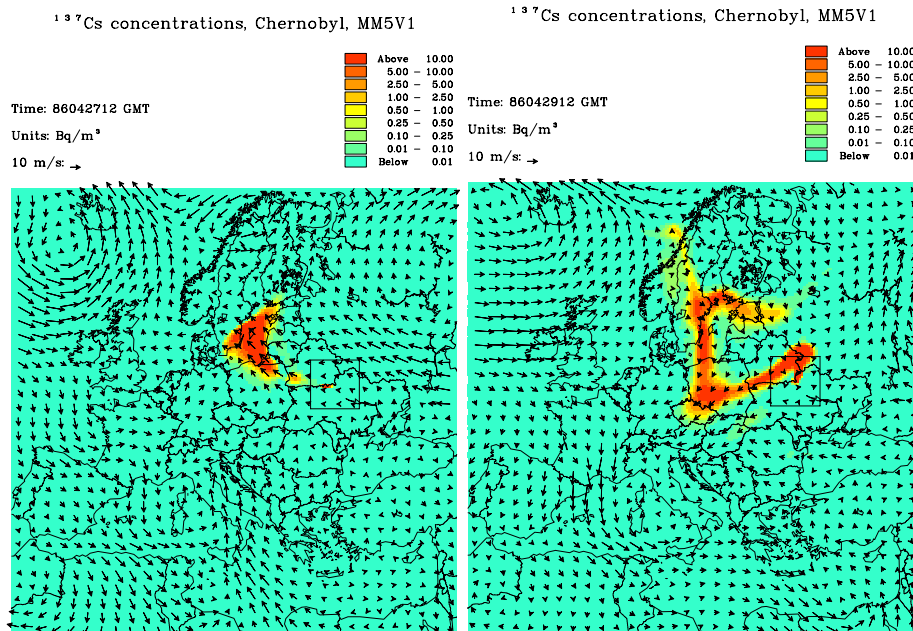 ¹³⁷Cs concentrations, Chernobyl, MM5V1
Above 10.00
5.00 – 10.00
2.50 – 5.00
1.00 – 2.50
0.50 – 1.00
0.25 – 0.50
0.10 – 0.25
0.01 – 0.10
Below 0.01
Time: 86042712 GMT
Units: Bq/m³
10 m/s:
¹³⁷Cs concentrations, Chernobyl, MM5V1
Above 10.00
5.00 – 10.00
2.50 – 5.00
1.00 – 2.50
0.50 – 1.00
0.25 – 0.50
0.10 – 0.25
0.01 – 0.10
Below 0.01
Time: 86042912 GMT
Units: Bq/m³
10 m/s: